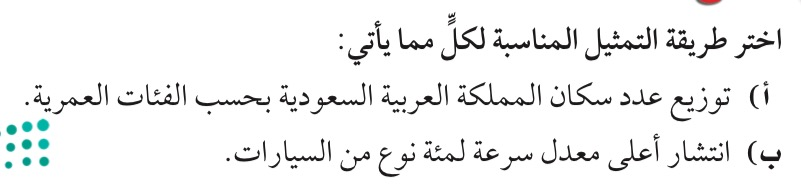 اختر طريقة التمثيل المناسبة لكلٍّ مما يأتي:
أ) توزيع عدد سكان المملكة العربية السعودية بحسب الفئات العمرية.
ب) انتشار أعلى معدل سرعة لمئة نوع من السيارات.